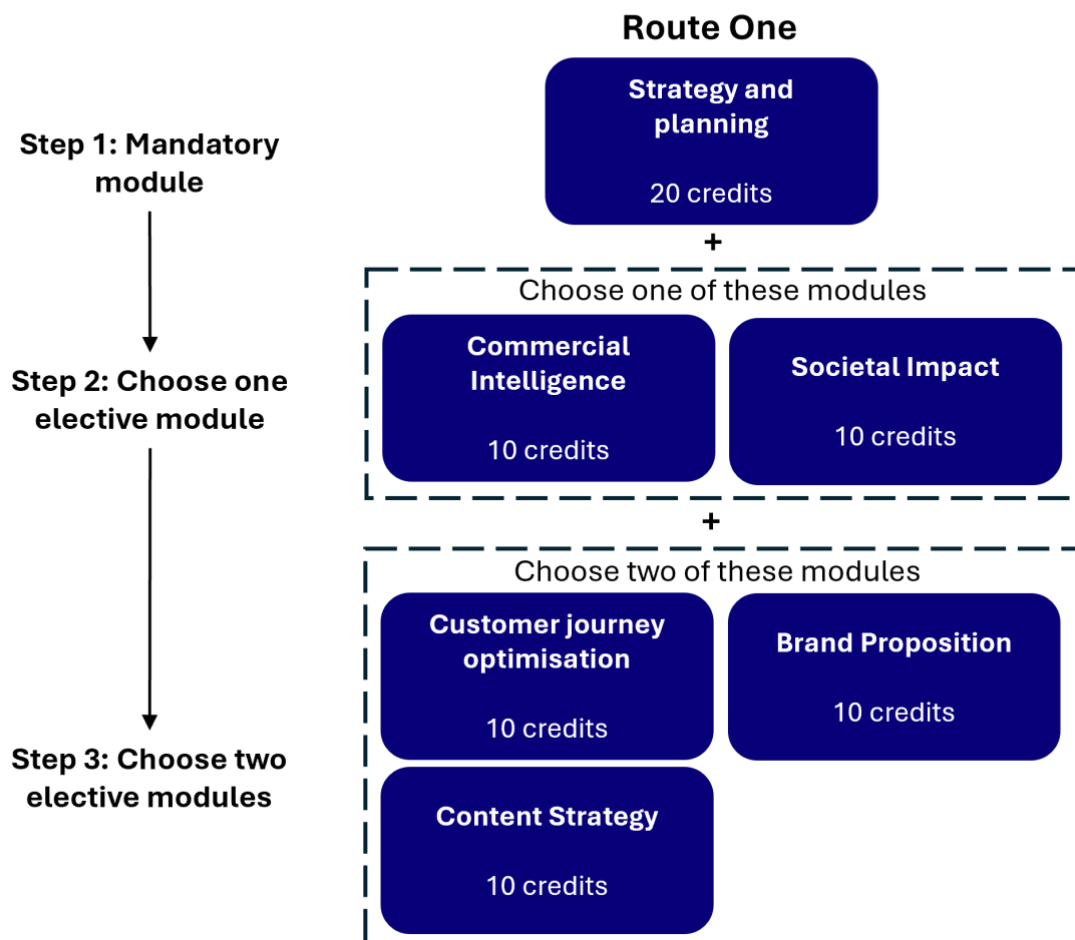 Route One
Strategy and
planning
20 credits
Step 1: Mandatory
module
+
Choose one of these modules
Commercial
Intelligence
10 credits
Societal Impact
10 credits
Step 2: Choose one
elective module
+
Choose two of these modules
Customer journey
optimisation
10 credits
Brand Proposition
10 credits
Step 3: Choose two
elective modules
Content Strategy
10 credits